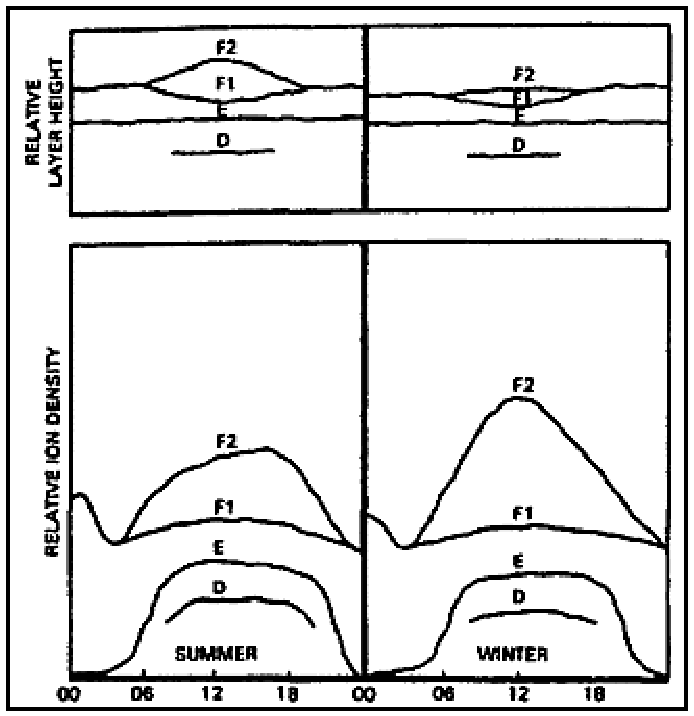 RELATIVE
LAYER HEIGHT
F2
F1
E
D
F2
F1
E
D
RELATIVE ION DENSITY
F2
F1
E
D
SUMMER
F2
F1
E
D
WINTER
00 06 12 18 00 06 12 18